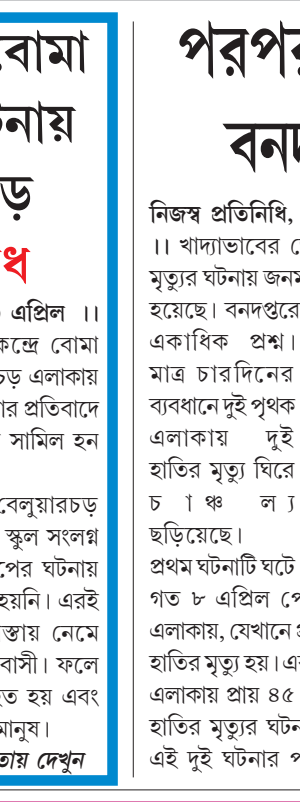 বোমা
নায়
ড়
ধ
এপ্রিল ।।
কেন্দ্রে বোমা
চড় এলাকায়
ার প্রতিবাদে
সামিল হন
বেলুয়ারচড়
স্কুল সংলগ্ন
পের ঘটনায়
হয়নি। এরই
স্তায় নেমে
বাসী। ফলে
ত হয় এবং
মানুষ।
তায় দেখুন
পরপর
বনদ
নিজস্ব প্রতিনিধি,
।। খাদ্যাভাবের
মৃত্যুর ঘটনায় জনম
হয়েছে। বনদপ্তরে
একাধিক প্রশ্ন।
মাত্র চারদিনের
ব্যবধানে দুই পৃথক
এলাকায় দুই
হাতির মৃত্যু ঘিরে
চাঞ্চল্য
ছড়িয়েছে।
প্রথম ঘটনাটি ঘটে
গত ৮ এপ্রিল পে
এলাকায়, যেখানে
হাতির মৃত্যু হয়। এ
এলাকায় প্রায় ৪৫
হাতির মৃত্যুর ঘটন
এই দুই ঘটনার প